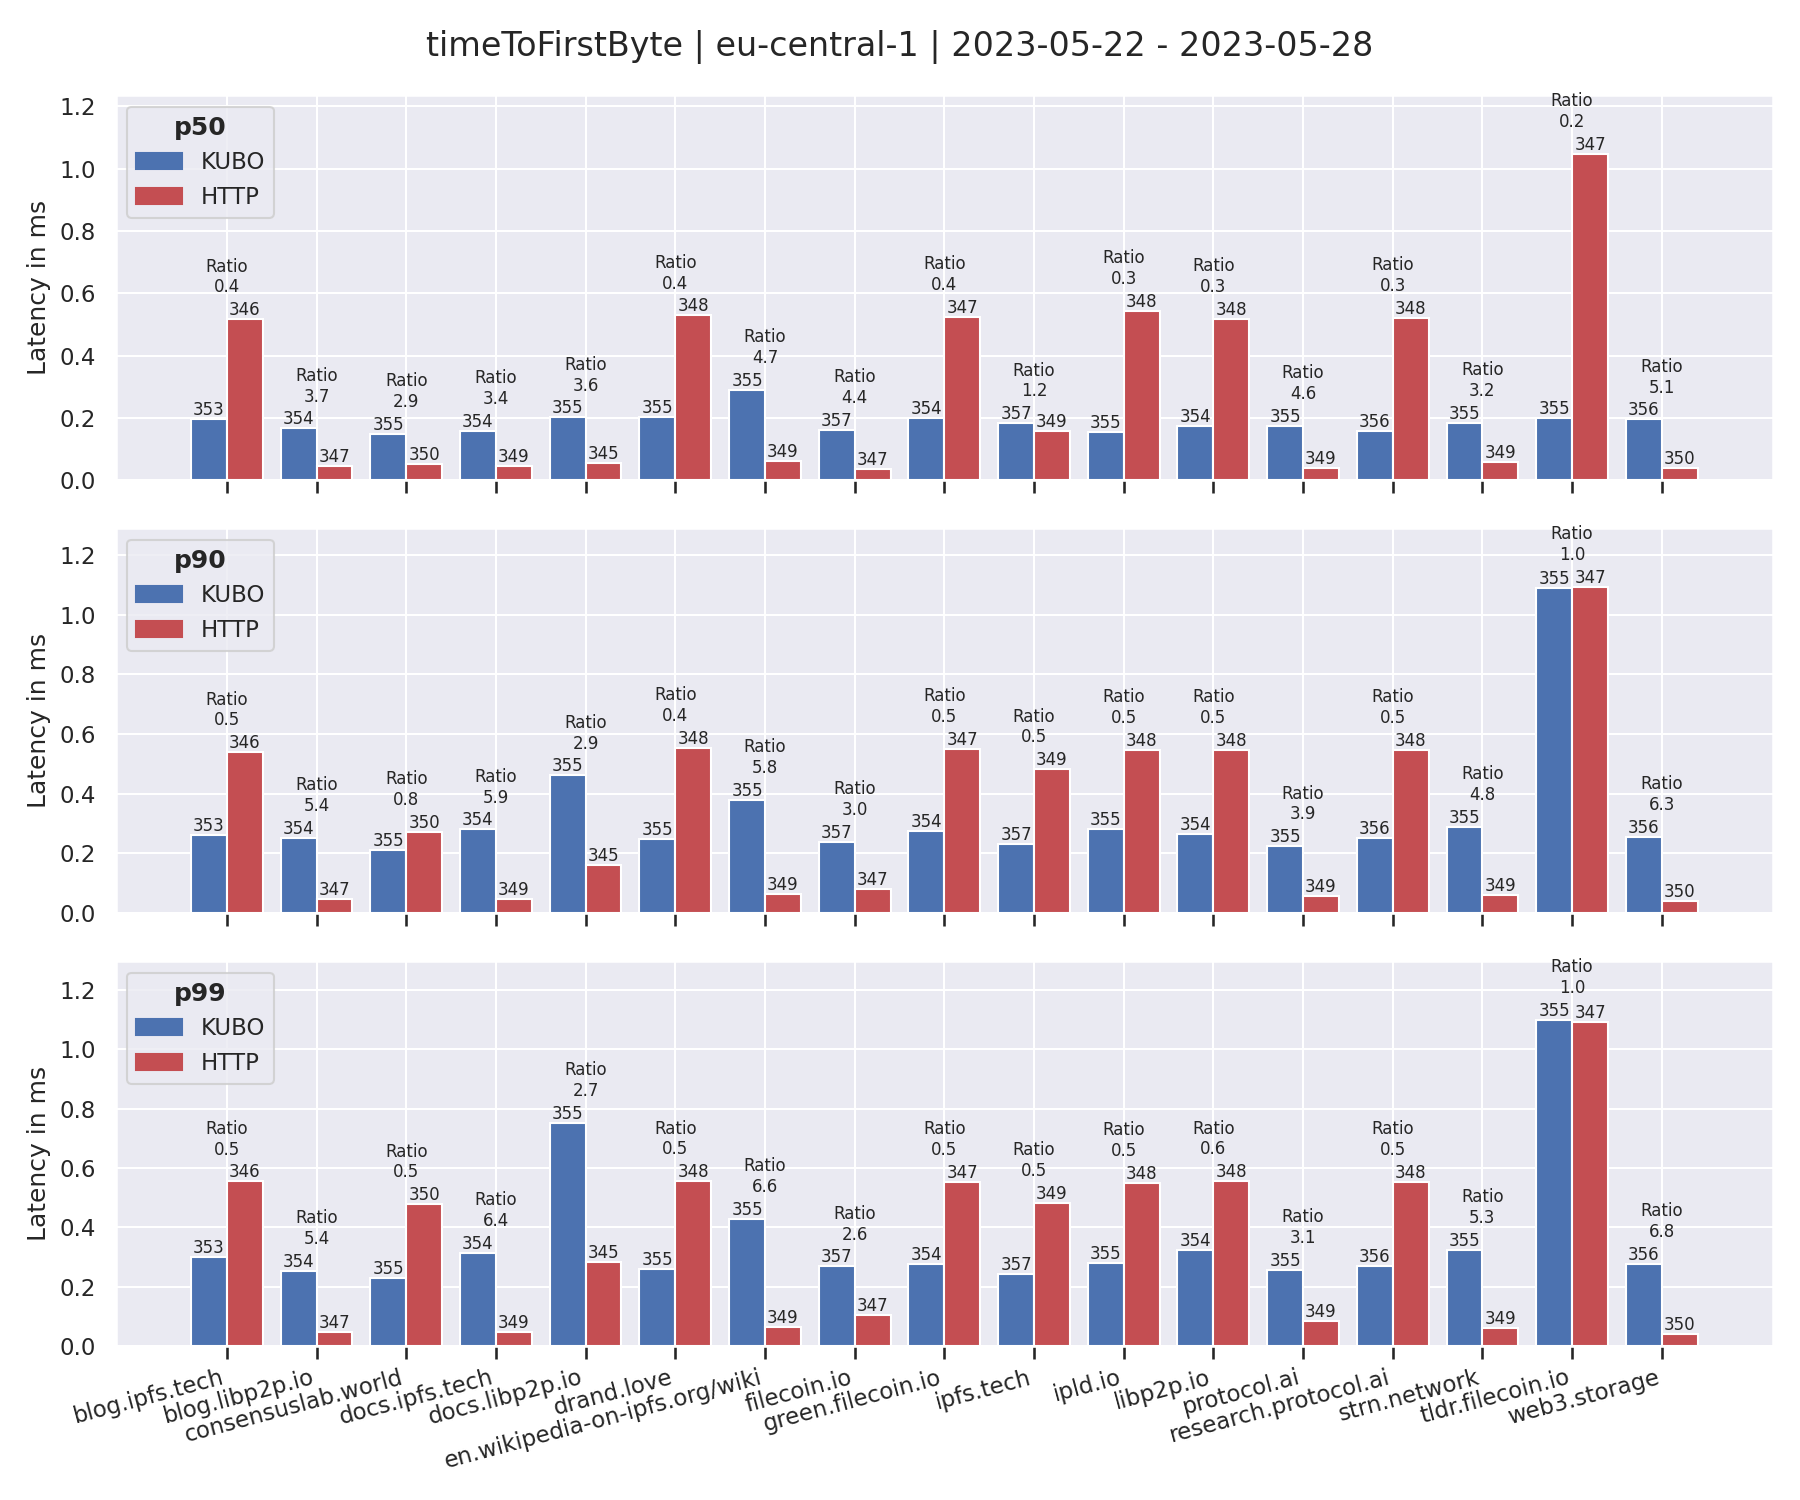 timeToFirstByte | eu-central-1 | 2023-05-22 - 2023-05-28
p50
KUBO
HTTP
Latency in ms
1.2
1.0
0.8
0.6
0.4
0.2
0.0
Ratio
0.4
353
346
Ratio
3.7
354
347
Ratio
2.9
355
350
Ratio
3.4
354
349
Ratio
3.6
355
345
Ratio
0.4
355
348
Ratio
4.7
355
349
Ratio
4.4
357
347
Ratio
0.4
354
347
Ratio
1.2
357
349
Ratio
0.3
355
348
Ratio
0.3
354
348
Ratio
4.6
355
349
Ratio
0.3
356
348
Ratio
3.2
355
349
Ratio
0.2
355
347
Ratio
5.1
356
350
p90
KUBO
HTTP
Latency in ms
1.2
1.0
0.8
0.6
0.4
0.2
0.0
Ratio
0.5
353
346
Ratio
5.4
354
347
Ratio
0.8
355
350
Ratio
5.9
354
349
Ratio
2.9
355
345
Ratio
0.4
355
348
Ratio
5.8
355
349
Ratio
3.0
357
347
Ratio
0.5
354
347
Ratio
0.5
357
349
Ratio
0.5
355
348
Ratio
0.5
354
348
Ratio
3.9
355
349
Ratio
0.5
356
348
Ratio
4.8
355
349
Ratio
1.0
355
347
Ratio
6.3
356
350
p99
KUBO
HTTP
Latency in ms
1.2
1.0
0.8
0.6
0.4
0.2
0.0
Ratio
0.5
353
346
Ratio
5.4
354
347
Ratio
0.5
355
350
Ratio
6.4
354
349
Ratio
2.7
355
345
Ratio
0.5
355
348
Ratio
6.6
355
349
Ratio
2.6
357
347
Ratio
0.5
354
347
Ratio
0.5
357
349
Ratio
0.5
355
348
Ratio
0.6
354
348
Ratio
3.1
355
349
Ratio
0.5
356
348
Ratio
5.3
355
349
Ratio
1.0
355
347
Ratio
6.8
356
350
blog.ipfs.tech
blog.libp2p.io
consensuslab.world
docs.ipfs.tech
docs.libp2p.io
drand.love
en.wikipedia-on-ipfs.org/wiki
filecoin.io
green.filecoin.io
ipfs.tech
ipld.io
libp2p.io
protocol.ai
research.protocol.ai
strn.network
tldr.filecoin.io
web3.storage